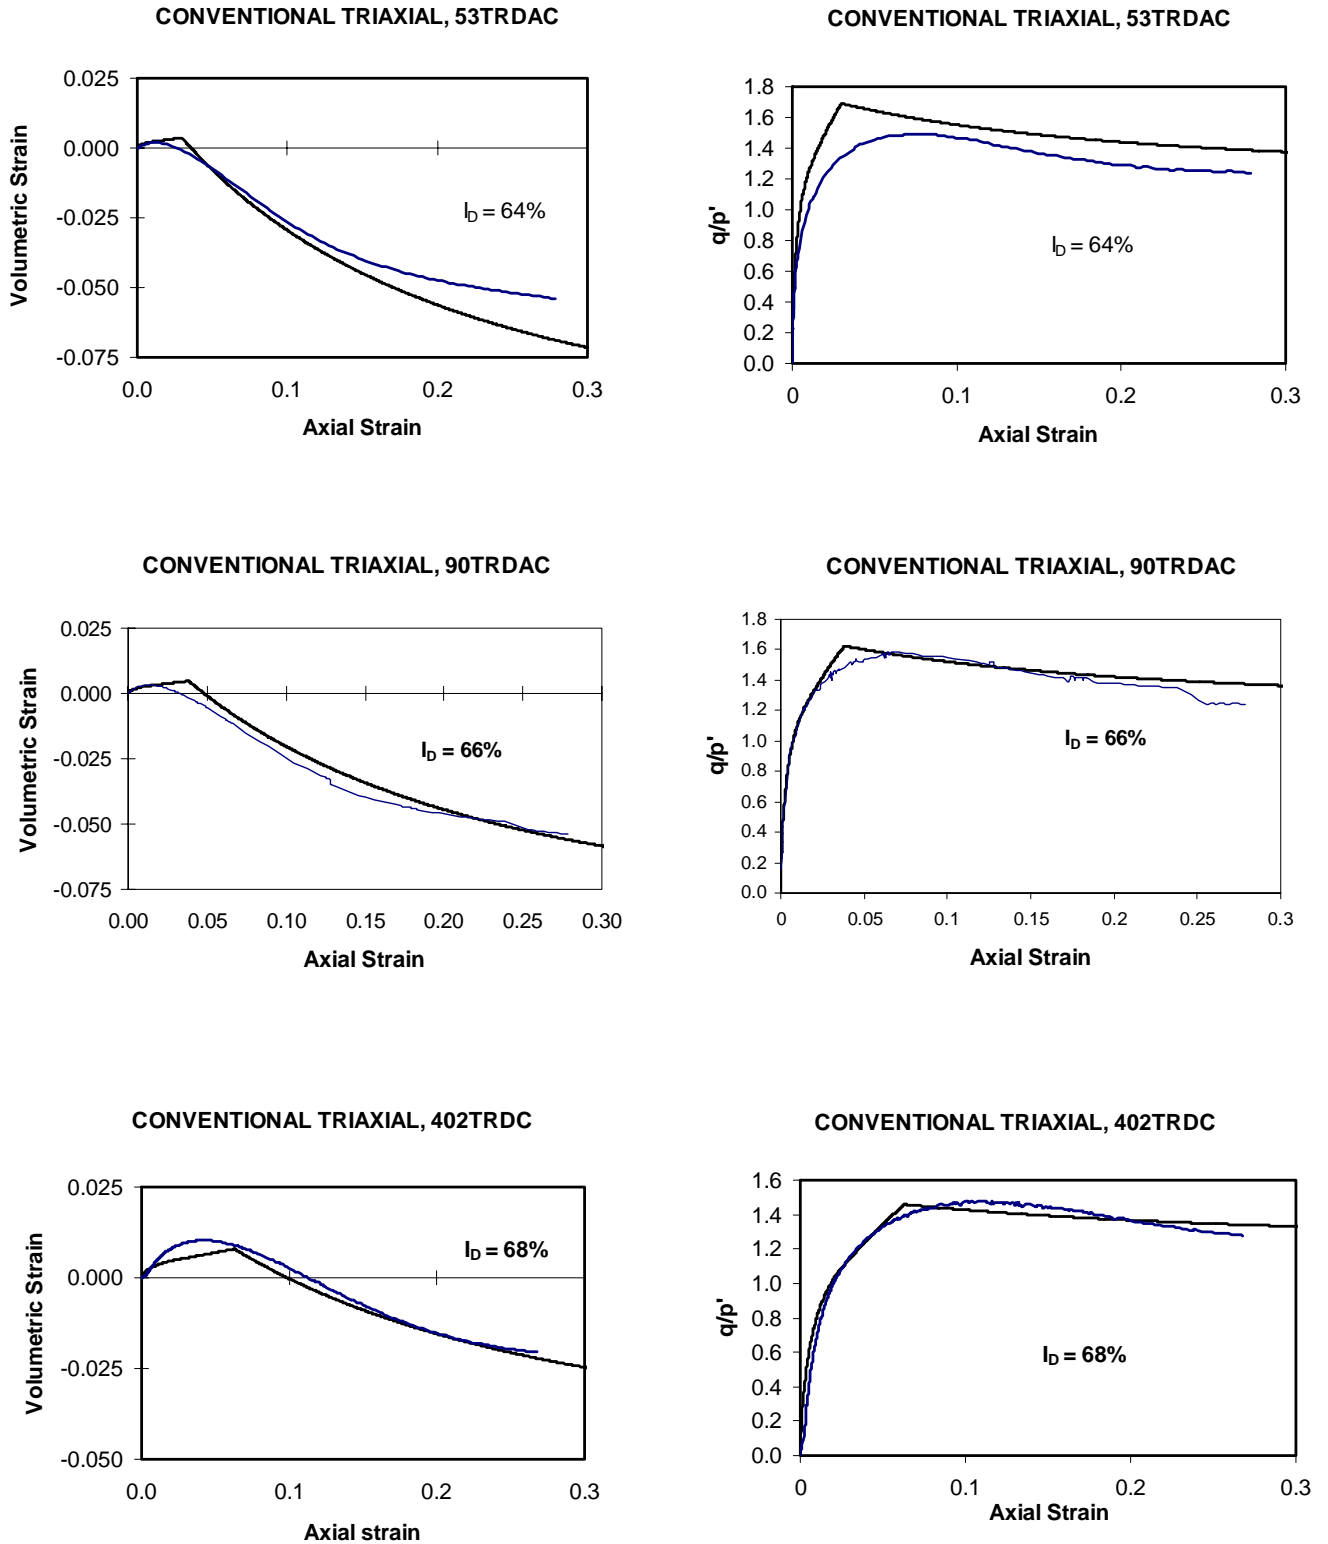 CONVENTIONAL TRIAXIAL, 53TRDAC
0.025
0.000
-0.025
-0.050
-0.075
Volumetric Strain
I_D = 64%
0.0 0.1 0.2 0.3
Axial Strain
CONVENTIONAL TRIAXIAL, 53TRDAC
1.8
1.6
1.4
1.2
1.0
0.8
0.6
0.4
0.2
0.0
q/p'
I_D = 64%
0 0.1 0.2 0.3
Axial Strain
CONVENTIONAL TRIAXIAL, 90TRDAC
0.025
0.000
-0.025
-0.050
-0.075
Volumetric Strain
I_D = 66%
0.00 0.05 0.10 0.15 0.20 0.25 0.30
Axial Strain
CONVENTIONAL TRIAXIAL, 90TRDAC
1.8
1.6
1.4
1.2
1.0
0.8
0.6
0.4
0.2
0.0
q/p'
I_D = 66%
0 0.05 0.1 0.15 0.2 0.25 0.3
Axial Strain
CONVENTIONAL TRIAXIAL, 402TRDC
0.025
0.000
-0.025
-0.050
Volumetric Strain
I_D = 68%
0.0 0.1 0.2 0.3
Axial strain
CONVENTIONAL TRIAXIAL, 402TRDC
1.6
1.4
1.2
1.0
0.8
0.6
0.4
0.2
0.0
q/p'
I_D = 68%
0 0.1 0.2 0.3
Axial Strain